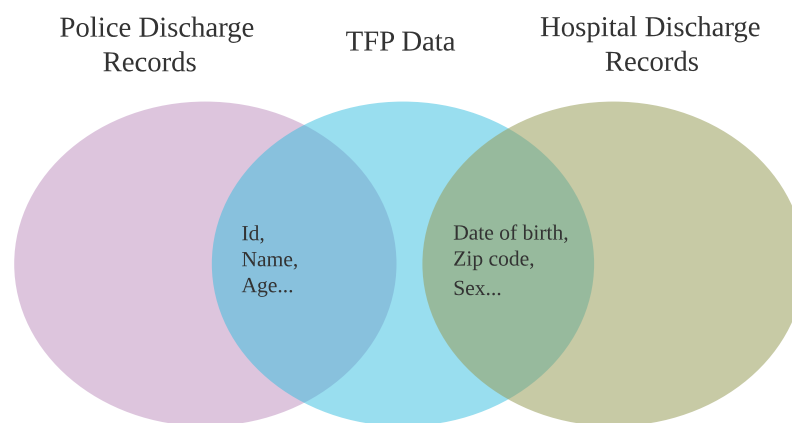 Police Discharge
Records
TFP Data
Hospital Discharge
Records
Id,
Name,
Age...
Date of birth,
Zip code,
Sex...